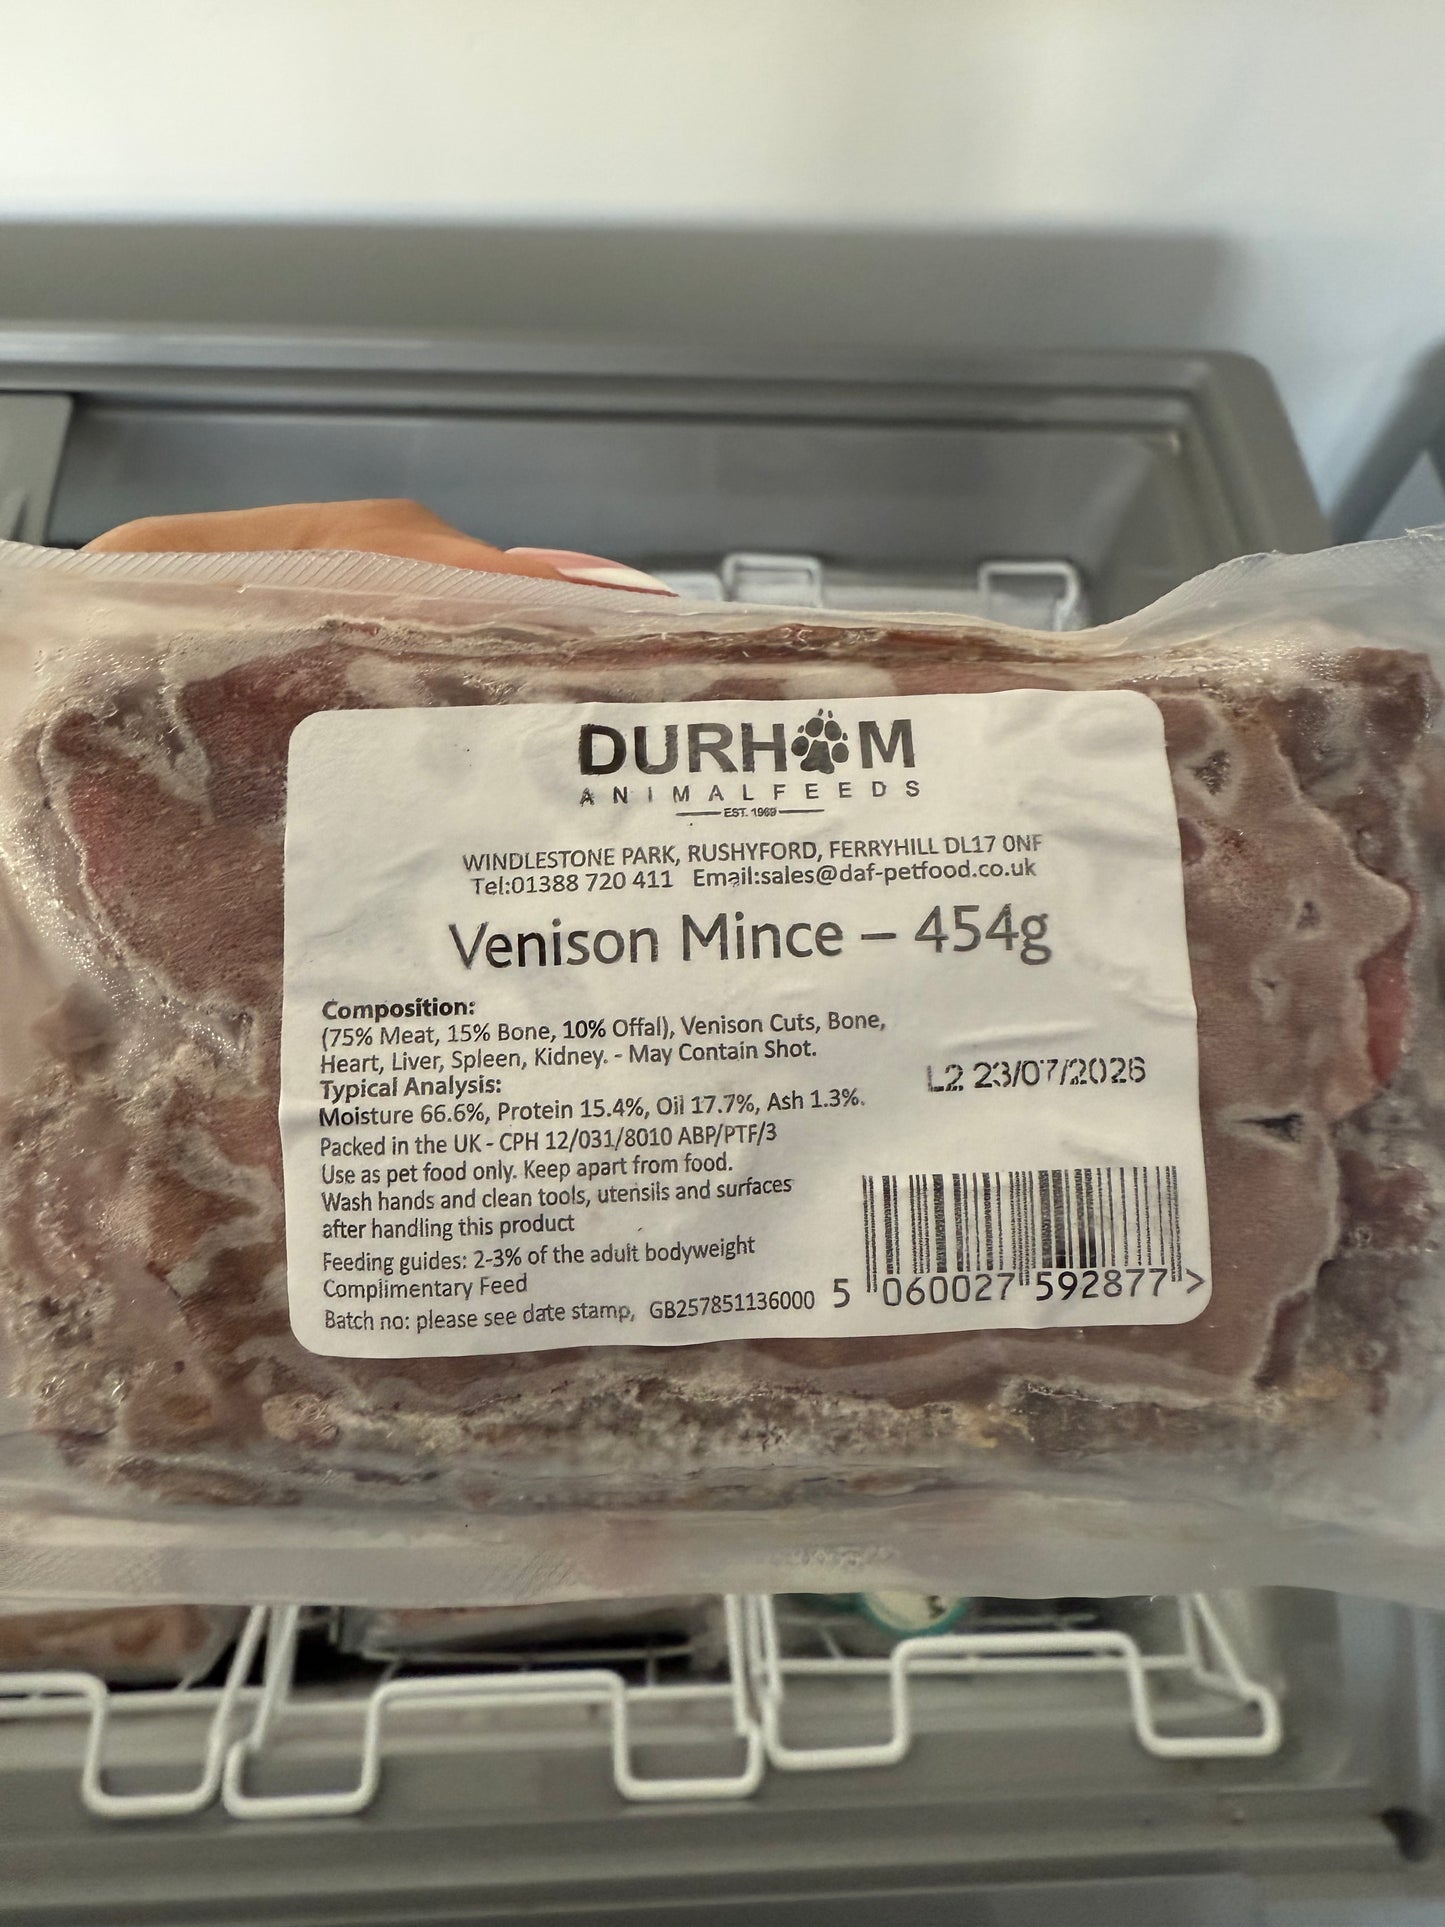 DURHAM
ANIMAL FEEDS
EST. 1969
WINDLESTONE PARK, RUSHYFORD, FERRYHILL DL17 0NF
Tel:01388 720 411 Email:sales@daf-petfood.co.uk
Venison Mince – 454g
Composition:
(75% Meat, 15% Bone, 10% Offal), Venison Cuts, Bone,
Heart, Liver, Spleen, Kidney. - May Contain Shot.
Typical Analysis:
Moisture 66.6%, Protein 15.4%, Oil 17.7%, Ash 1.3%.
L2 23/07/2026
Packed in the UK - CPH 12/031/8010 ABP/PTF/3
Use as pet food only. Keep apart from food.
Wash hands and clean tools, utensils and surfaces
after handling this product
Feeding guides: 2-3% of the adult bodyweight
Complimentary Feed
Batch no: please see date stamp, GB257851136000
5 060027 592877 >